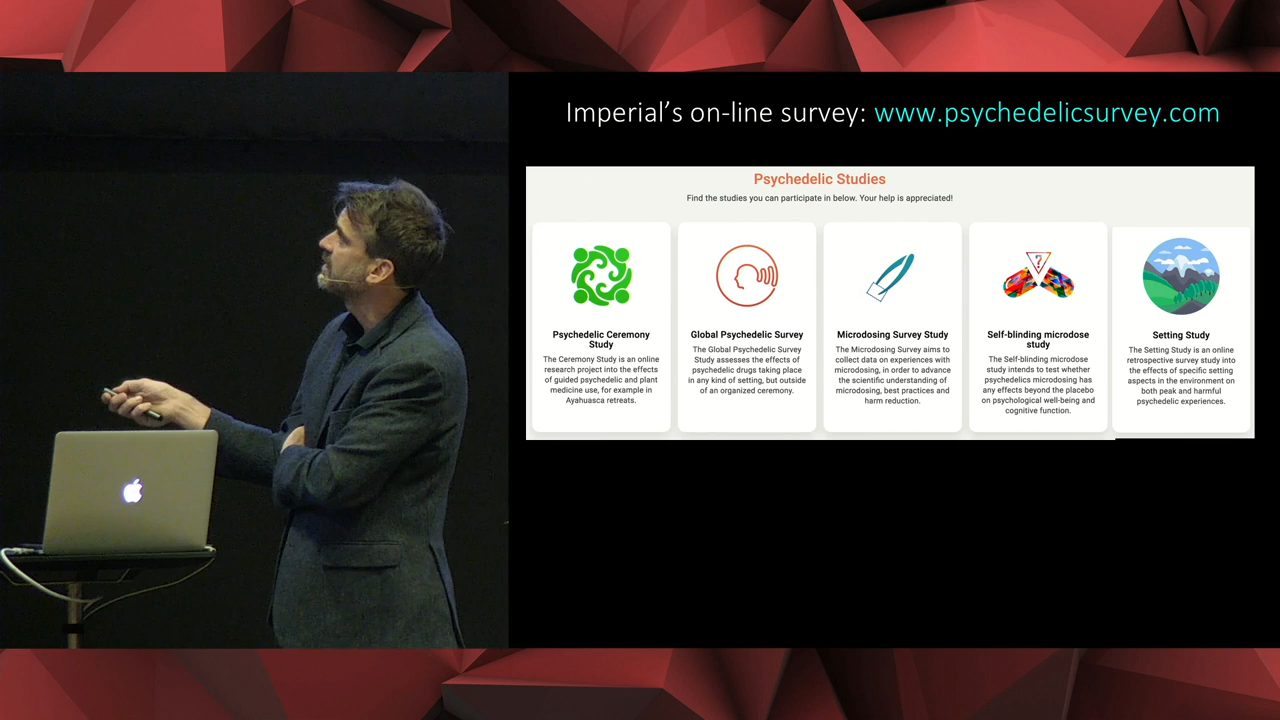 Imperial's on-line survey: www.psychedelicsurvey.com
Psychedelic Studies
Find the studies you can participate in below. Your help is appreciated!
Psychedelic Ceremony
Study
The Ceremony Study is an online
research project into the effects
of guided psychedelic and plant
medicine use, for example in
Ayahuasca retreats.
Global Psychedelic Survey
The Global Psychedelic Survey
Study assesses the effects of
psychedelic drugs taking place
in any kind of setting, but outside
of an organized ceremony.
Microdosing Survey Study
The Microdosing Survey aims to
collect data on experiences with
microdosing, in order to advance
the scientific understanding of
microdosing, best practices and
harm reduction.
?
Self-blinding microdose
study
The Self-blinding microdose
study intends to test whether
psychedelics microdosing has
any effects beyond the placebo
on psychological well-being and
cognitive function.
Setting Study
The Setting Study is an online
retrospective survey study into
the effects of specific setting
aspects in the environment on
both peak and harmful
psychedelic experiences.